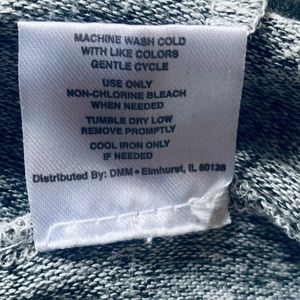 MACHINE WASH COLD
WITH LIKE COLORS
GENTLE CYCLE
USE ONLY
NON-CHLORINE BLEACH
WHEN NEEDED
TUMBLE DRY LOW
REMOVE PROMPTLY
COOL IRON ONLY
IF NEEDED
Distributed By: DMM • Elmhurst, IL 60126